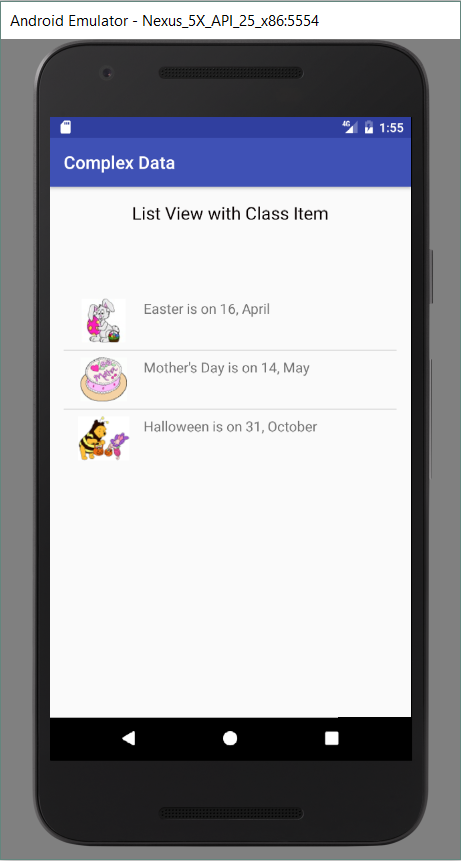 Android Emulator - Nexus_5X_API_25_x86:5554
4G 1:55
Complex Data
List View with Class Item
Easter is on 16, April
Mother's Day is on 14, May
Halloween is on 31, October